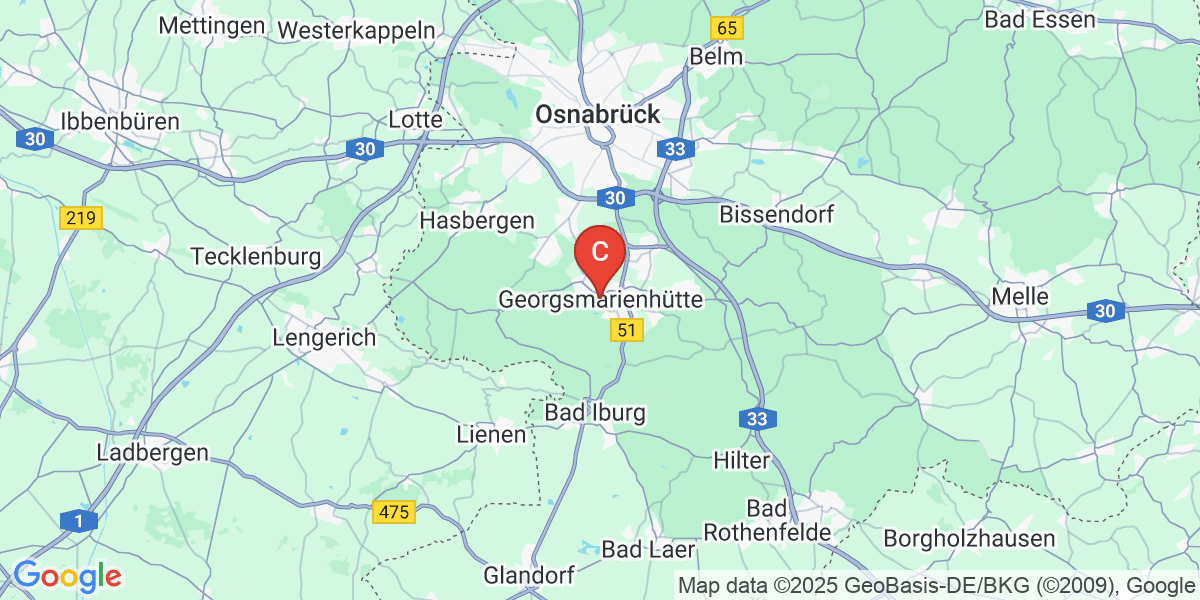 Mettingen
Westerkappeln
65
Bad Essen
Belm
Ibbenbüren
Lotte
Osnabrück
30
30
33
30
219
Hasbergen
Bissendorf
Tecklenburg
C
Georgsmarienhütte
Melle
30
51
Lengerich
Bad Iburg
33
Lienen
Ladbergen
Hilter
475
1
Bad
Rothenfelde
Borgholzhausen
Bad Laer
Glandorf
Google
Map data ©2025 GeoBasis-DE/BKG (©2009), Google